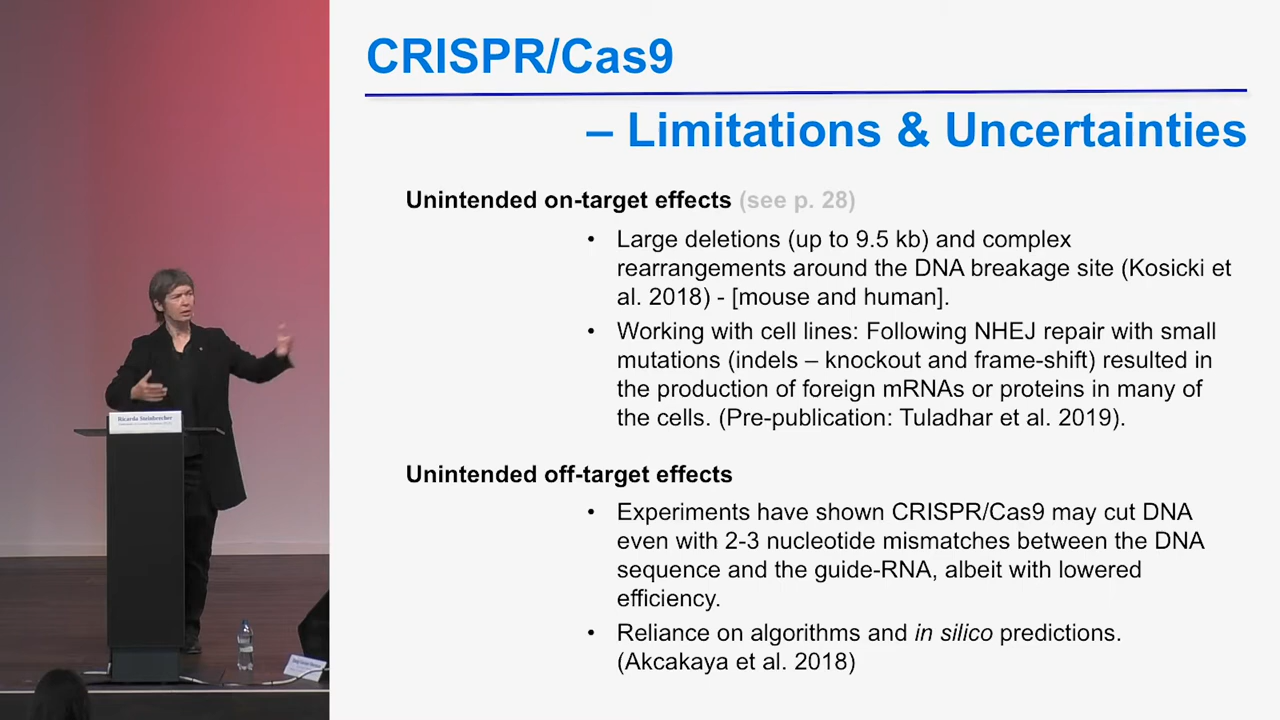 CRISPR/Cas9
– Limitations & Uncertainties
Unintended on-target effects (see p. 28)
• Large deletions (up to 9.5 kb) and complex
rearrangements around the DNA breakage site (Kosicki et
al. 2018) - [mouse and human].
• Working with cell lines: Following NHEJ repair with small
mutations (indels – knockout and frame-shift) resulted in
the production of foreign mRNAs or proteins in many of
the cells. (Pre-publication: Tuladhar et al. 2019).
Unintended off-target effects
• Experiments have shown CRISPR/Cas9 may cut DNA
even with 2-3 nucleotide mismatches between the DNA
sequence and the guide-RNA, albeit with lowered
efficiency.
• Reliance on algorithms and in silico predictions.
(Akcakaya et al. 2018)
Ricarda Steinbrecher